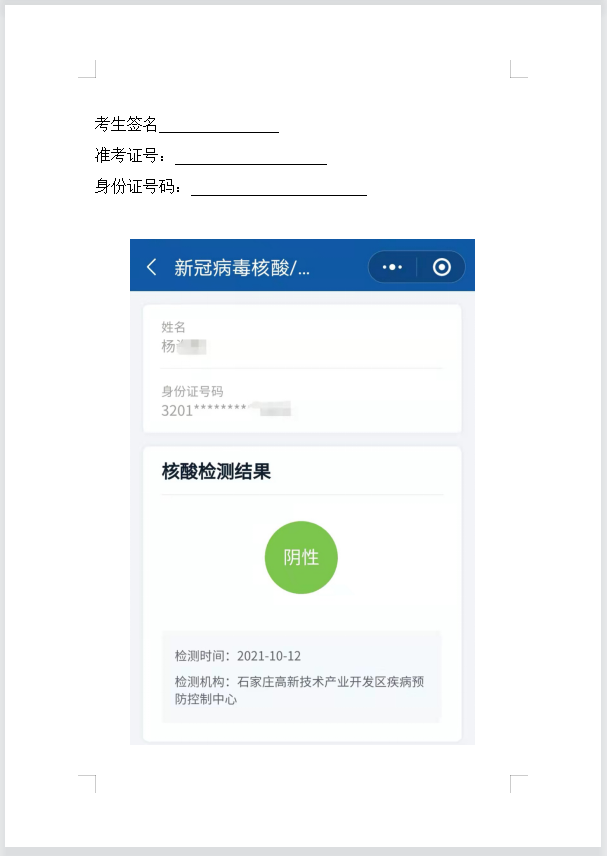 考生签名
准考证号：
身份证号码：
新冠病毒核酸/...
姓名
杨
身份证号码
3201********
核酸检测结果
阴性
检测时间：2021-10-12
检测机构：石家庄高新技术产业开发区疾病预
防控制中心